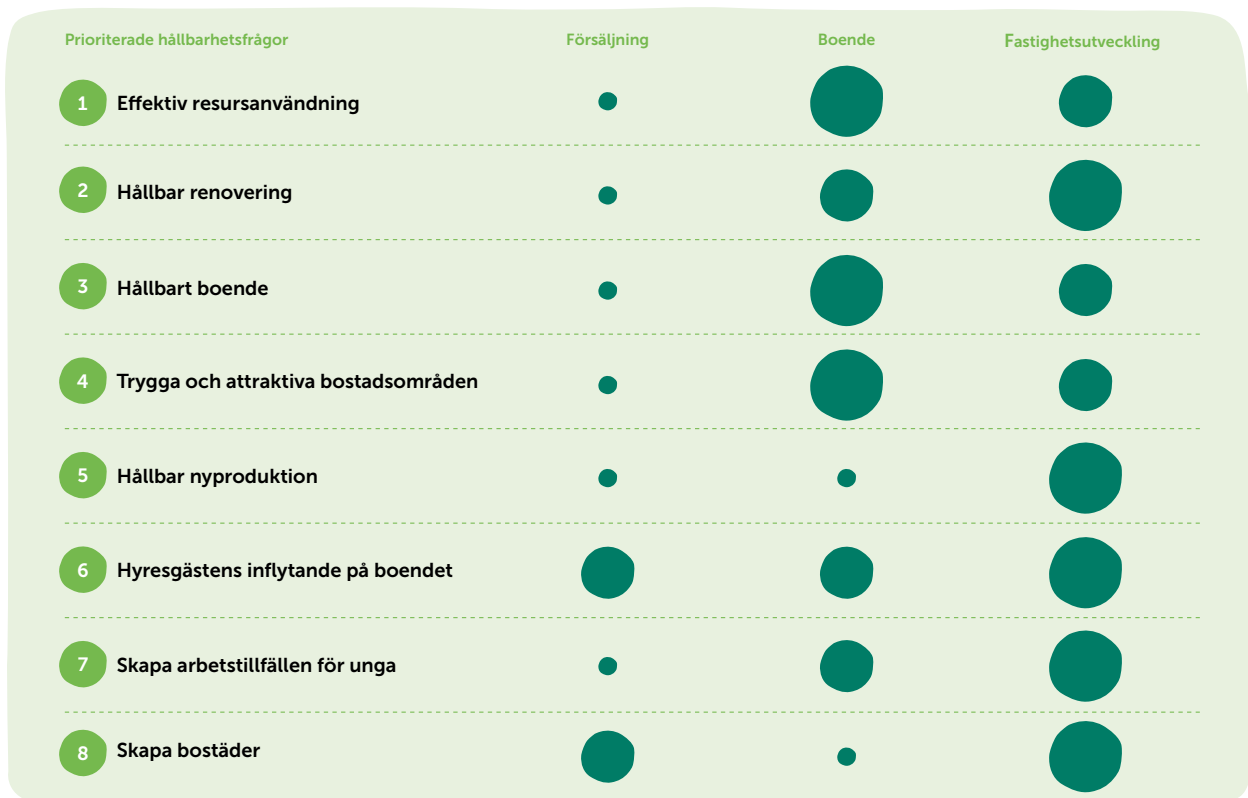 Prioriterade hållbarhetsfrågor Försäljning Boende Fastighetsutveckling
1 Effektiv resursanvändning
2 Hållbar renovering
3 Hållbart boende
4 Trygga och attraktiva bostadsområden
5 Hållbar nyproduktion
6 Hyresgästens inflytande på boendet
7 Skapa arbetstillfällen för unga
8 Skapa bostäder